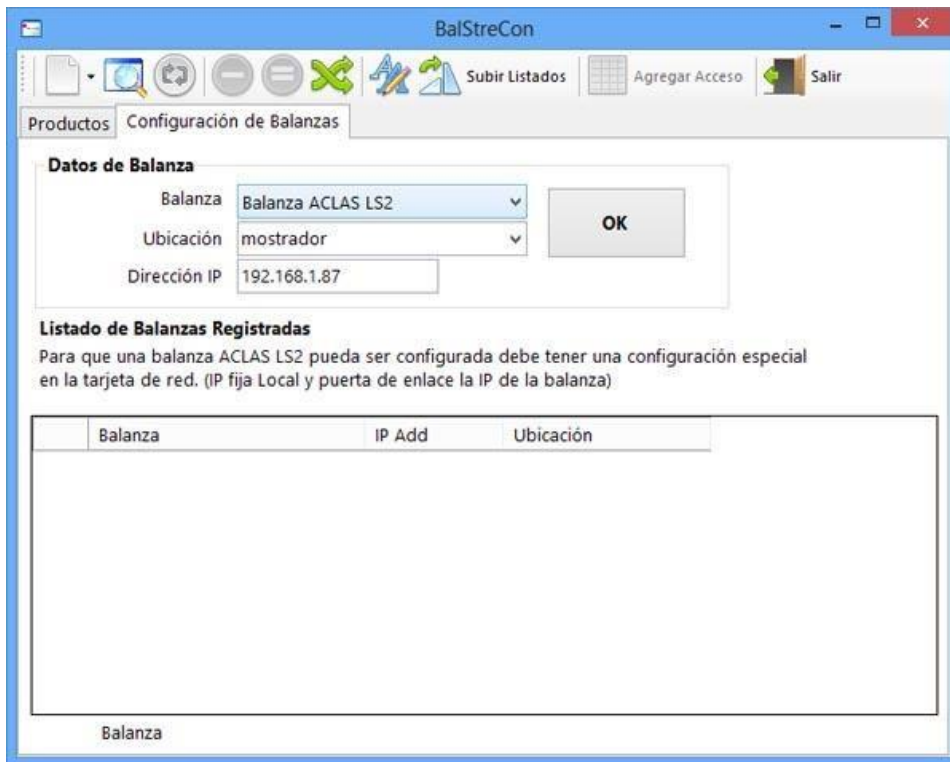 BalStreCon
Subir Listados
Agregar Acceso
Salir
Productos
Configuración de Balanzas
Datos de Balanza
Balanza
Balanza ACLAS LS2
OK
Ubicación
mostrador
Dirección IP
192.168.1.87
Listado de Balanzas Registradas
Para que una balanza ACLAS LS2 pueda ser configurada debe tener una configuración especial
en la tarjeta de red. (IP fija Local y puerta de enlace la IP de la balanza)
Balanza
IP Add
Ubicación
Balanza